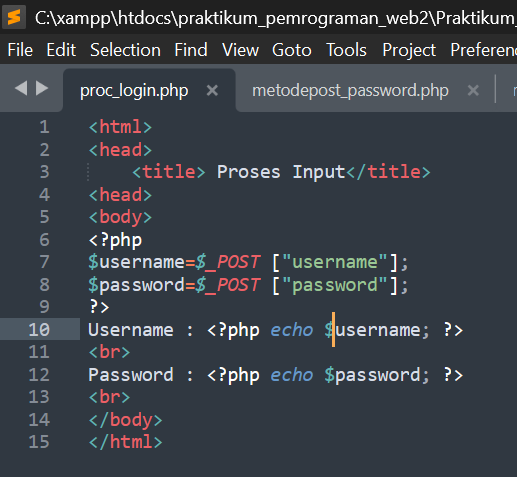 C:\xampp\htdocs\praktikum_pemrograman_web2\Praktikum_
File Edit Selection Find View Goto Tools Project Preferen
proc_login.php × metodepost_password.php ×
1 <html>
2 <head>
3 <title> Proses Input</title>
4 <head>
5 <body>
6 <?php
7 $username=$_POST ["username"];
8 $password=$_POST ["password"];
9 ?>
10 Username : <?php echo $username; ?>
11 <br>
12 Password : <?php echo $password; ?>
13 <br>
14 </body>
15 </html>